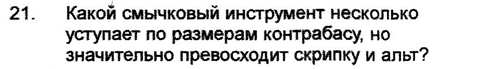 21. Какой смычковый инструмент несколько
уступает по размерам контрабасу, но
значительно превосходит скрипку и альт?